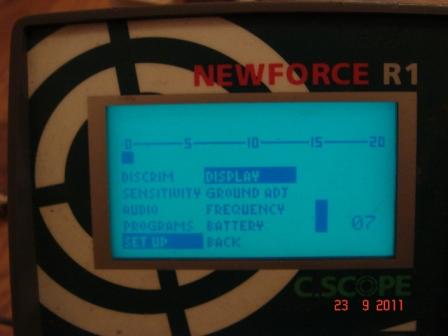 NEWFORCE R1
0 5 10 15 20
DISCRIM DISPLAY
SENSITIVITY GROUND ADJ
AUDIO FREQUENCY
PROGRAMS BATTERY 07
SET UP BACK
C.SCOPE
23 9 2011